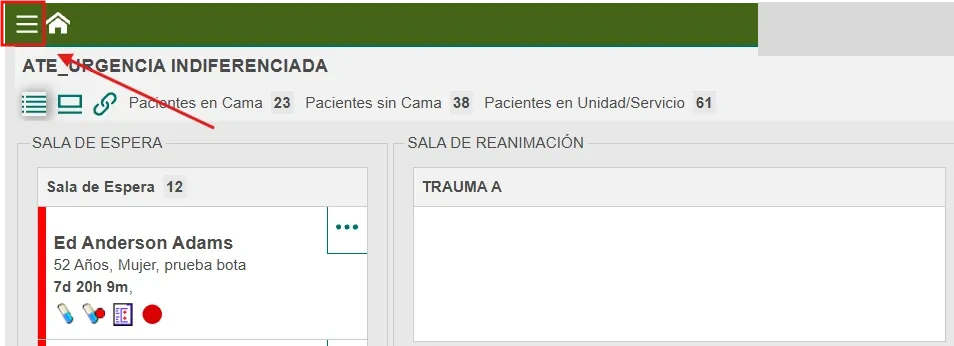 ATE_URGENCIA INDIFERENCIADA
Pacientes en Cama 23 Pacientes sin Cama 38 Pacientes en Unidad/Servicio 61
SALA DE ESPERA
Sala de Espera 12
Ed Anderson Adams
52 Años, Mujer, prueba bota
7d 20h 9m,
SALA DE REANIMACIÓN
TRAUMA A